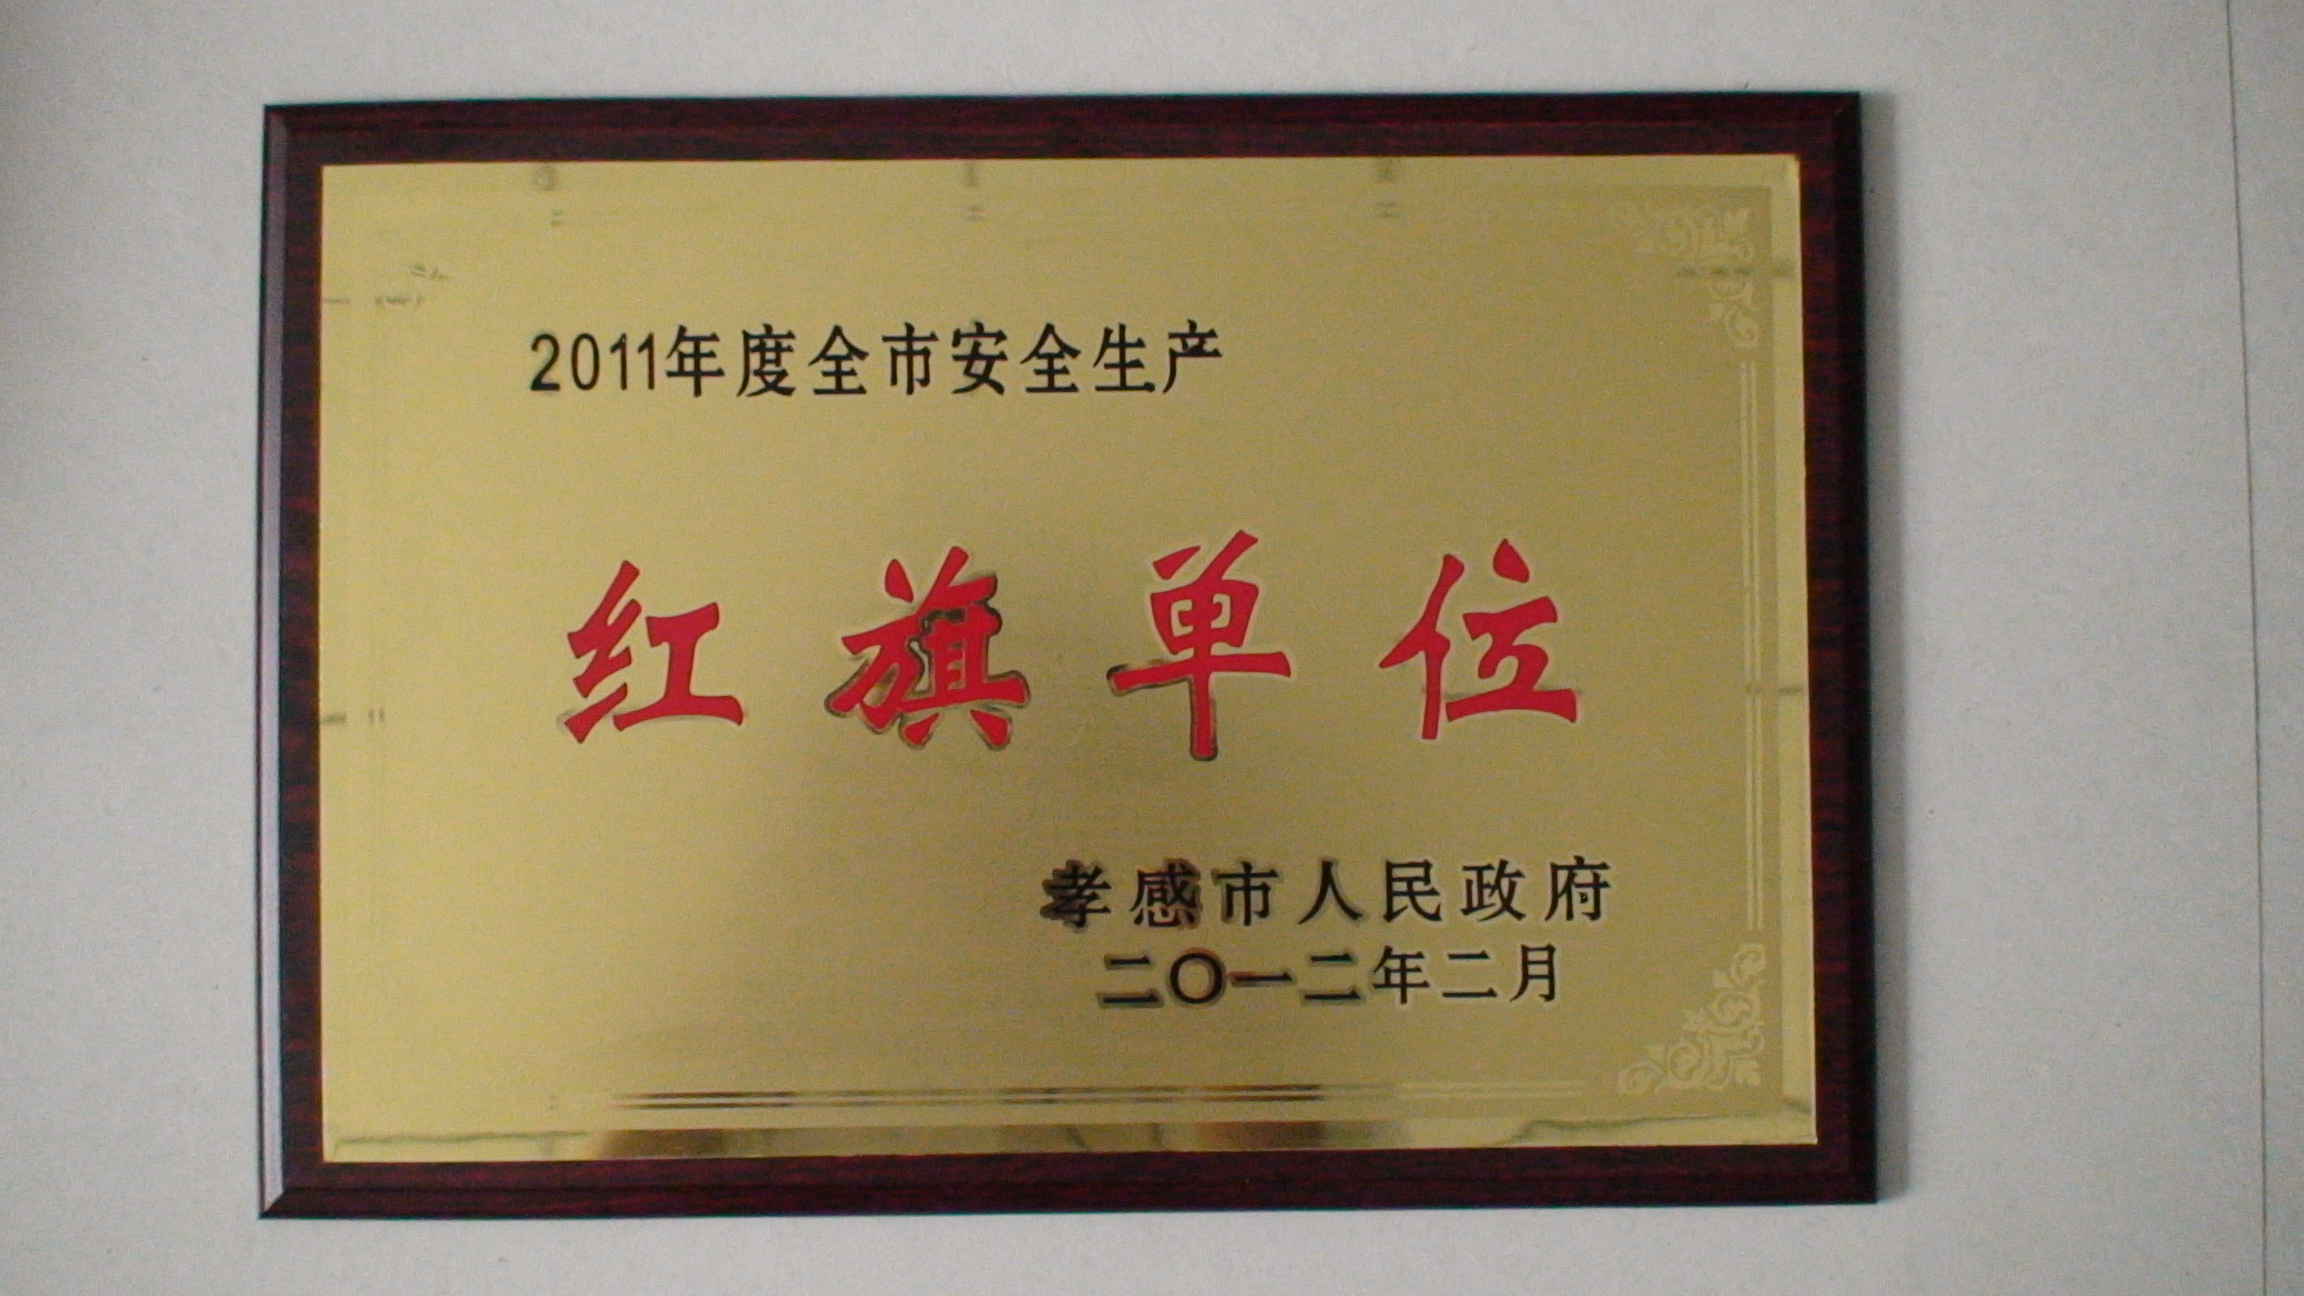 2011年度全市安全生产
红旗单位
孝感市人民政府
二〇一二年二月